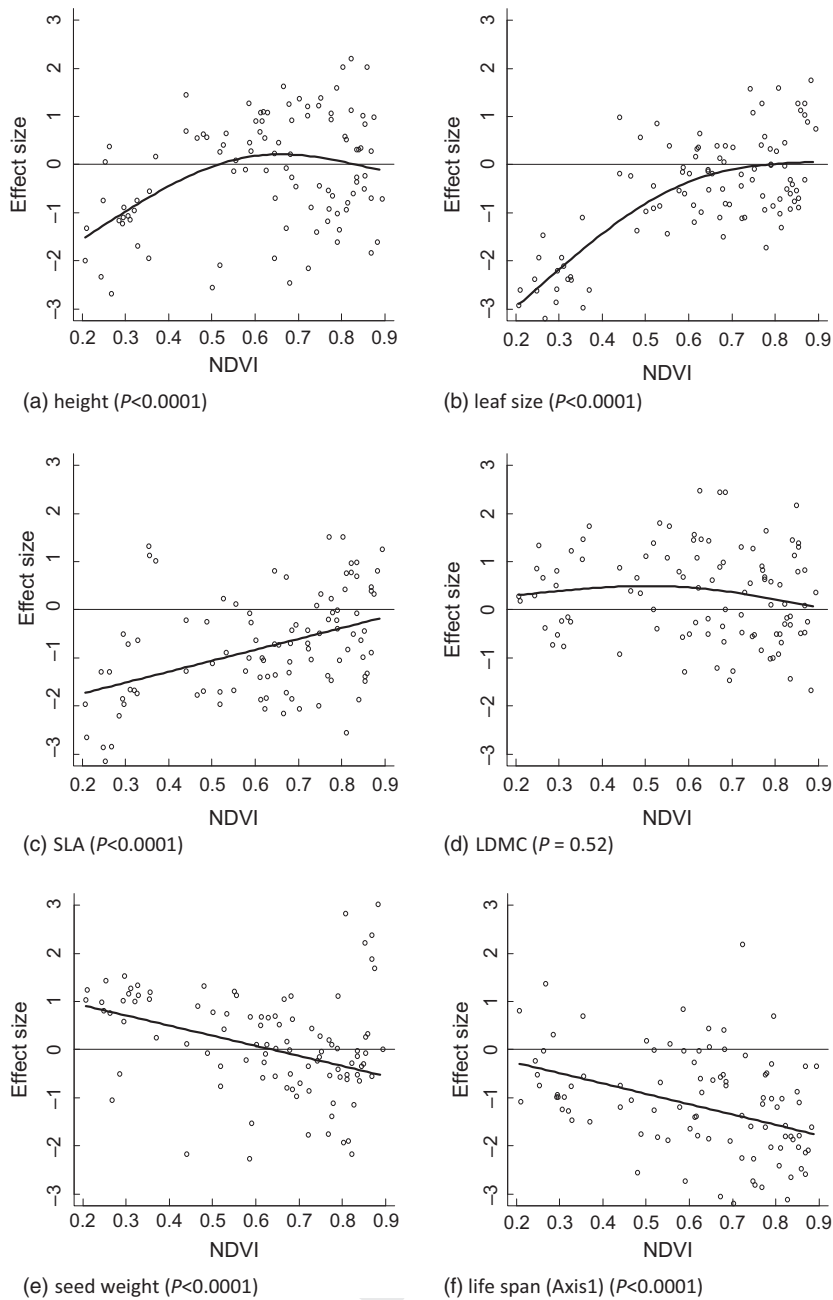 3
2
1
0
−1
−2
−3
Effect size
0.2 0.3 0.4 0.5 0.6 0.7 0.8 0.9
NDVI
(a) height (P<0.0001)
3
2
1
0
−1
−2
−3
Effect size
0.2 0.3 0.4 0.5 0.6 0.7 0.8 0.9
NDVI
(b) leaf size (P<0.0001)
3
2
1
0
−1
−2
−3
Effect size
0.2 0.3 0.4 0.5 0.6 0.7 0.8 0.9
NDVI
(c) SLA (P<0.0001)
3
2
1
0
−1
−2
−3
Effect size
0.2 0.3 0.4 0.5 0.6 0.7 0.8 0.9
NDVI
(d) LDMC (P = 0.52)
3
2
1
0
−1
−2
−3
Effect size
0.2 0.3 0.4 0.5 0.6 0.7 0.8 0.9
NDVI
(e) seed weight (P<0.0001)
3
2
1
0
−1
−2
−3
Effect size
0.2 0.3 0.4 0.5 0.6 0.7 0.8 0.9
NDVI
(f) life span (Axis1) (P<0.0001)